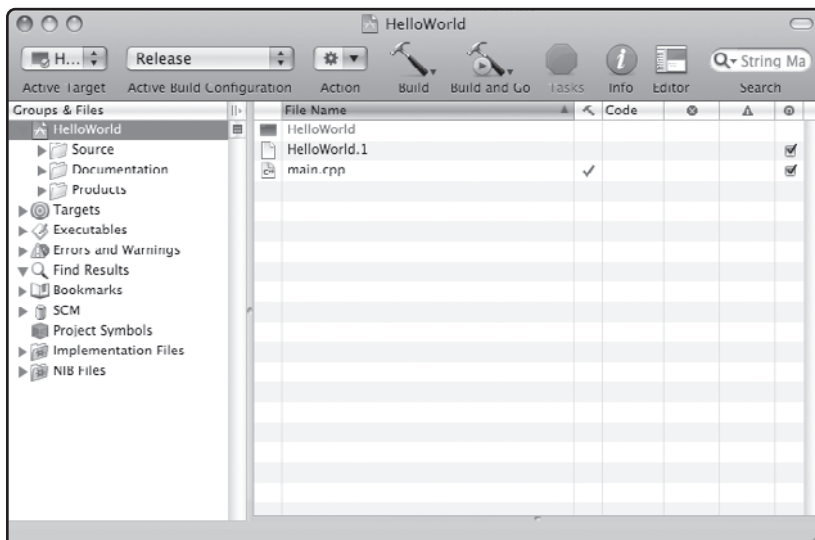 HelloWorld
H... Release String Ma
Active Target Active Build Configuration Action Build Build and Go Tasks Info Editor Search
Groups & Files File Name Code
HelloWorld HelloWorld
Source HelloWorld.1
Documentation main.cpp
Products
Targets
Executables
Errors and Warnings
Find Results
Bookmarks
SCM
Project Symbols
Implementation Files
NIB Files